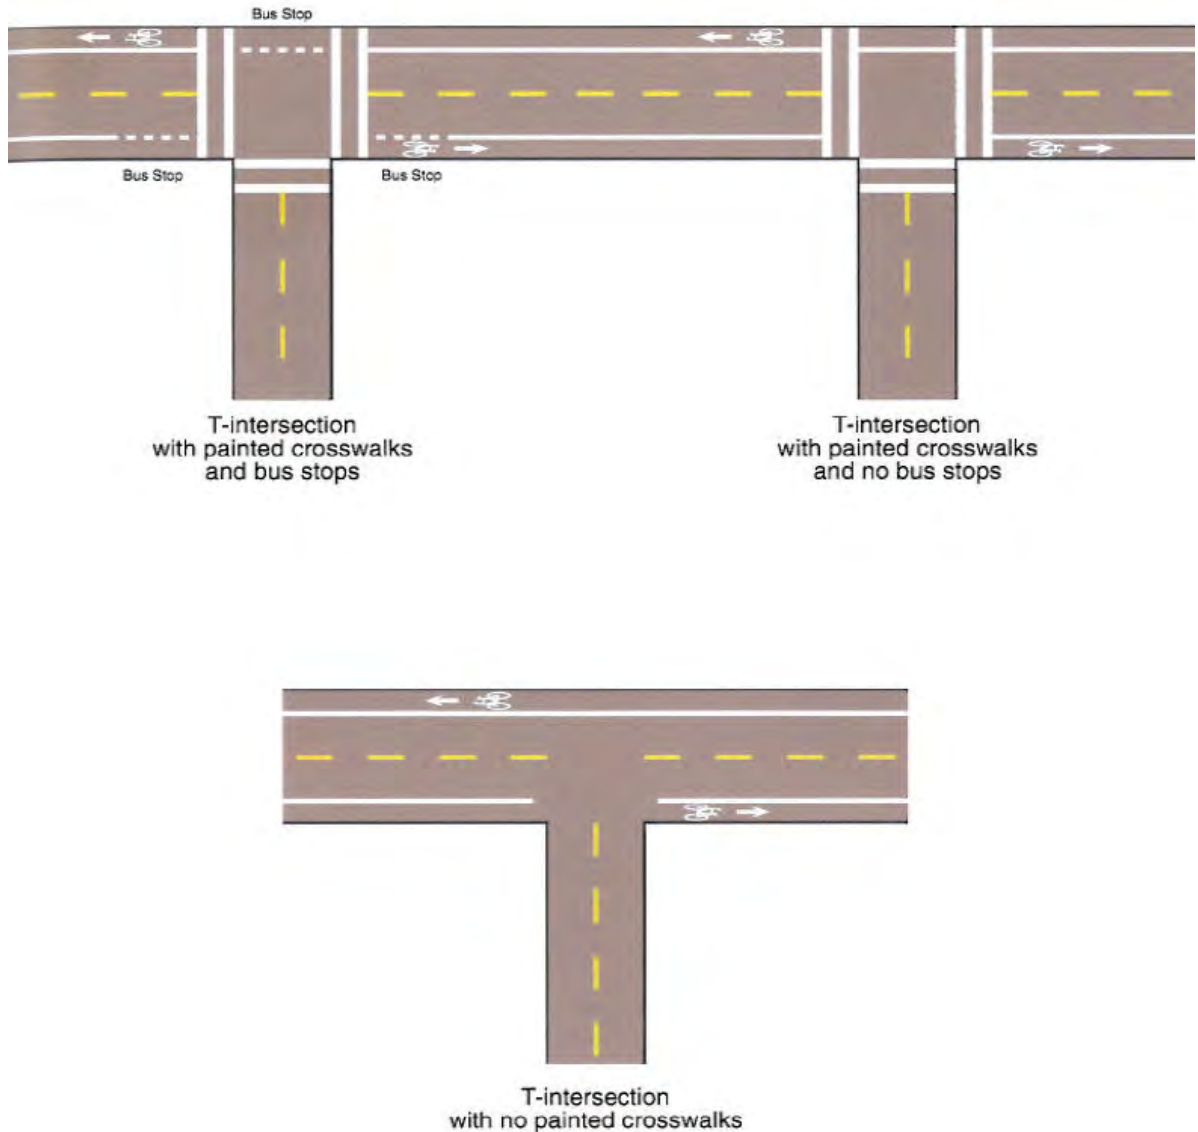 Bus Stop
Bus Stop
Bus Stop
T-intersection
with painted crosswalks
and bus stops
T-intersection
with painted crosswalks
and no bus stops
T-intersection
with no painted crosswalks